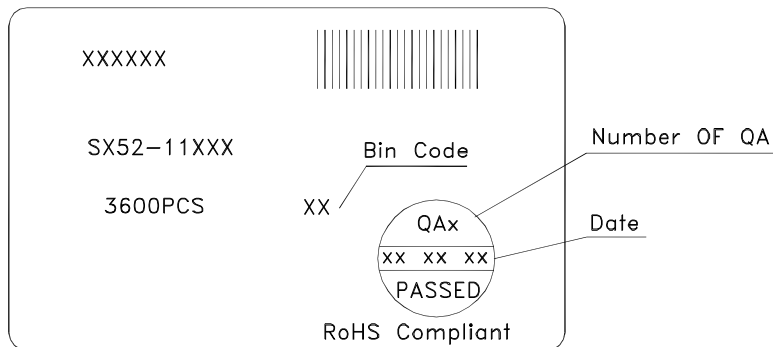 XXXXXX
SX52-11XXX
Bin Code
Number OF QA
3600PCS
XX
QAx
Date
XX XX XX
PASSED
RoHS Compliant